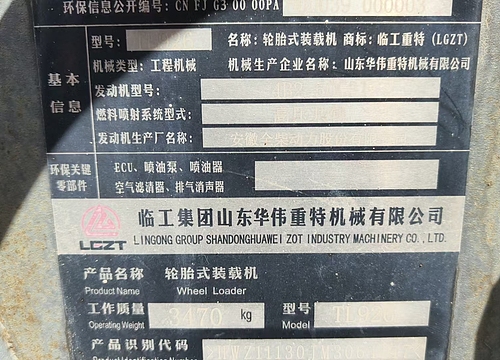 环保信息公开编号: CN FJ G3 00 00PA 000003
型号: 名称: 轮胎式装载机 商标: 临工重特 (LGZT)
机械类型: 工程机械 机械生产企业名称: 山东华伟重特机械有限公司
基本信息
发动机型号:
燃料喷射系统型式:
发动机生产厂名称:
环保关键零部件
ECU、喷油泵、喷油器
空气滤清器、排气消声器
LGZT
临工集团山东华伟重特机械有限公司
LINGONG GROUP SHANDONGHUAWEI ZOT INDUSTRY MACHINERY CO., LTD.
产品名称 轮胎式装载机
Product Name Wheel Loader
工作质量 3470 kg 型号
Operating Weight Model
产品识别代码
Product Identification Number